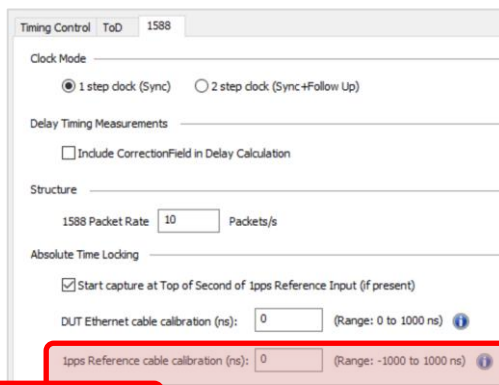 Timing Control ToD 1588
Clock Mode
1 step clock (Sync) 2 step clock (Sync+Follow Up)
Delay Timing Measurements
Include CorrectionField in Delay Calculation
Structure
1588 Packet Rate 10 Packets/s
Absolute Time Locking
Start capture at Top of Second of 1pps Reference Input (if present)
DUT Ethernet cable calibration (ns): 0 (Range: 0 to 1000 ns)
1pps Reference cable calibration (ns): 0 (Range: -1000 to 1000 ns)